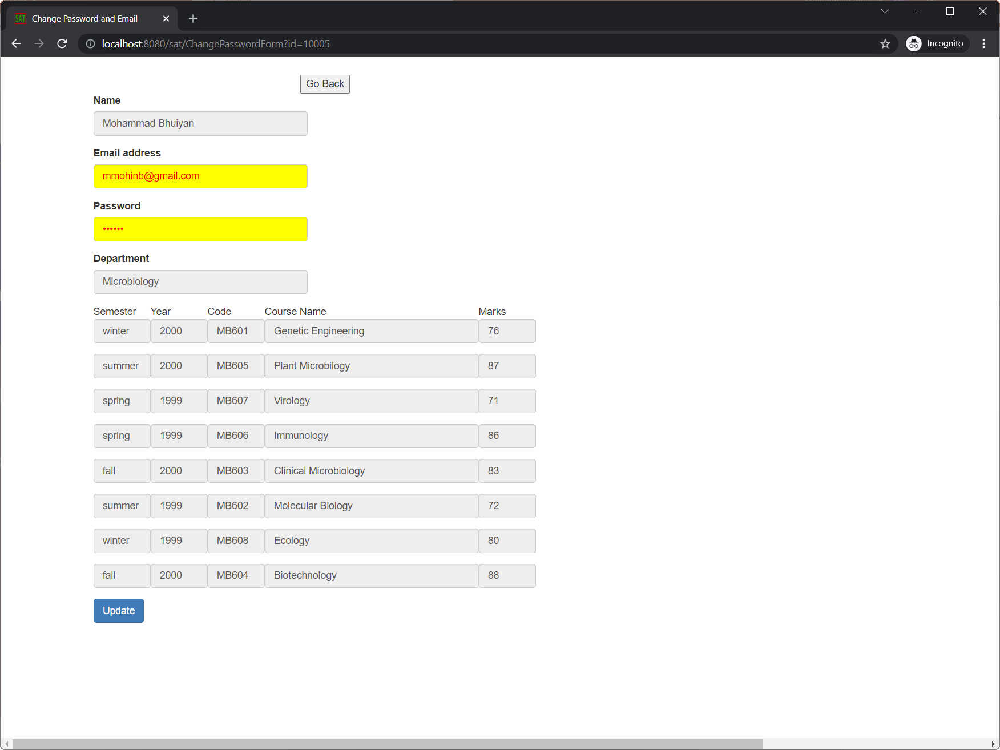 SAT Change Password and Email
localhost:8080/sat/ChangePasswordForm?id=10005
Incognito
Go Back
Name
Mohammad Bhuiyan
Email address
mmohinb@gmail.com
Password
••••••
Department
Microbiology
Semester Year Code Course Name Marks
winter 2000 MB601 Genetic Engineering 76
summer 2000 MB605 Plant Microbilogy 87
spring 1999 MB607 Virology 71
spring 1999 MB606 Immunology 86
fall 2000 MB603 Clinical Microbiology 83
summer 1999 MB602 Molecular Biology 72
winter 1999 MB608 Ecology 80
fall 2000 MB604 Biotechnology 88
Update